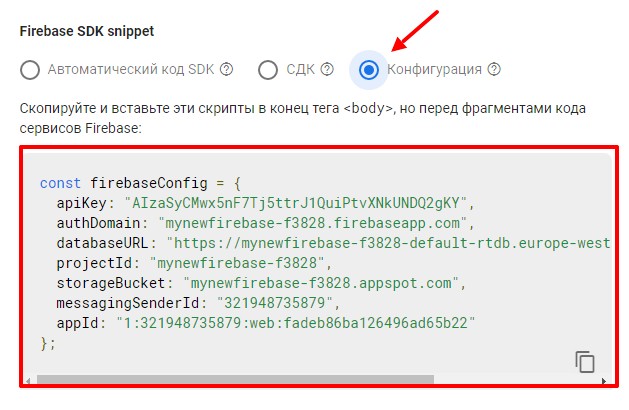 Firebase SDK snippet
Автоматический код SDK ? СДК ? Конфигурация ?
Скопируйте и вставьте эти скрипты в конец тега <body>, но перед фрагментами кода
сервисов Firebase:
const firebaseConfig = {
  apiKey: "AIzaSyCMwx5nF7Tj5ttrJ1QuiPtvXNkUNDQ2gKY",
  authDomain: "mynewfirebase-f3828.firebaseapp.com",
  databaseURL: "https://mynewfirebase-f3828-default-rtdb.europe-west
  projectId: "mynewfirebase-f3828",
  storageBucket: "mynewfirebase-f3828.appspot.com",
  messagingSenderId: "321948735879",
  appId: "1:321948735879:web:fadeb86ba126496ad65b22"
};